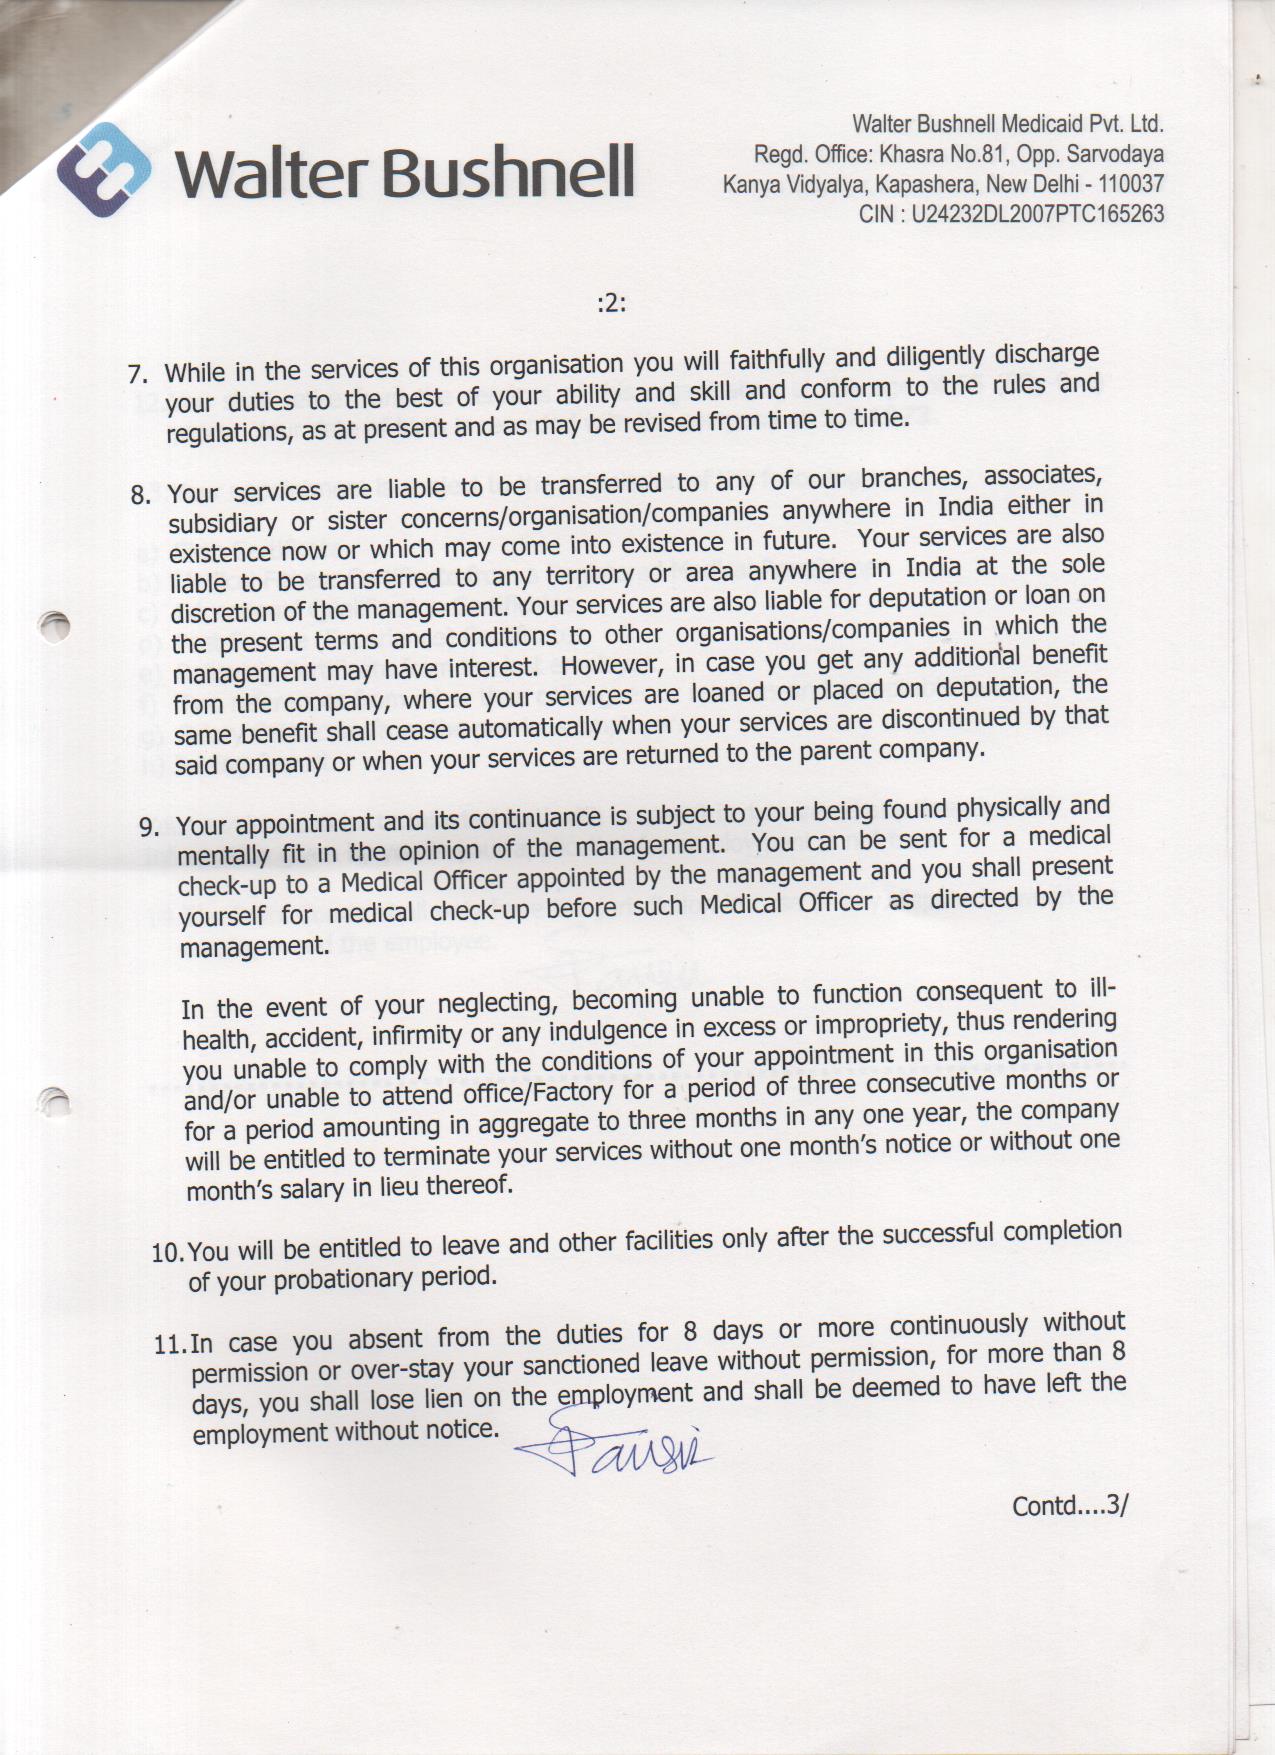 Walter Bushnell
Walter Bushnell Medicaid Pvt. Ltd.
Regd. Office: Khasra No.81, Opp. Sarvodaya
Kanya Vidyalya, Kapashera, New Delhi - 110037
CIN : U24232DL2007PTC165263
:2:
7. While in the services of this organisation you will faithfully and diligently discharge
your duties to the best of your ability and skill and conform to the rules and
regulations, as at present and as may be revised from time to time.
8. Your services are liable to be transferred to any of our branches, associates,
subsidiary or sister concerns/organisation/companies anywhere in India either in
existence now or which may come into existence in future. Your services are also
liable to be transferred to any territory or area anywhere in India at the sole
discretion of the management. Your services are also liable for deputation or loan on
the present terms and conditions to other organisations/companies in which the
management may have interest. However, in case you get any additional benefit
from the company, where your services are loaned or placed on deputation, the
same benefit shall cease automatically when your services are discontinued by that
said company or when your services are returned to the parent company.
9. Your appointment and its continuance is subject to your being found physically and
mentally fit in the opinion of the management. You can be sent for a medical
check-up to a Medical Officer appointed by the management and you shall present
yourself for medical check-up before such Medical Officer as directed by the
management.
In the event of your neglecting, becoming unable to function consequent to ill-
health, accident, infirmity or any indulgence in excess or impropriety, thus rendering
you unable to comply with the conditions of your appointment in this organisation
and/or unable to attend office/Factory for a period of three consecutive months or
for a period amounting in aggregate to three months in any one year, the company
will be entitled to terminate your services without one month's notice or without one
month's salary in lieu thereof.
10. You will be entitled to leave and other facilities only after the successful completion
of your probationary period.
11. In case you absent from the duties for 8 days or more continuously without
permission or over-stay your sanctioned leave without permission, for more than 8
days, you shall lose lien on the employment and shall be deemed to have left the
employment without notice.
Contd....3/